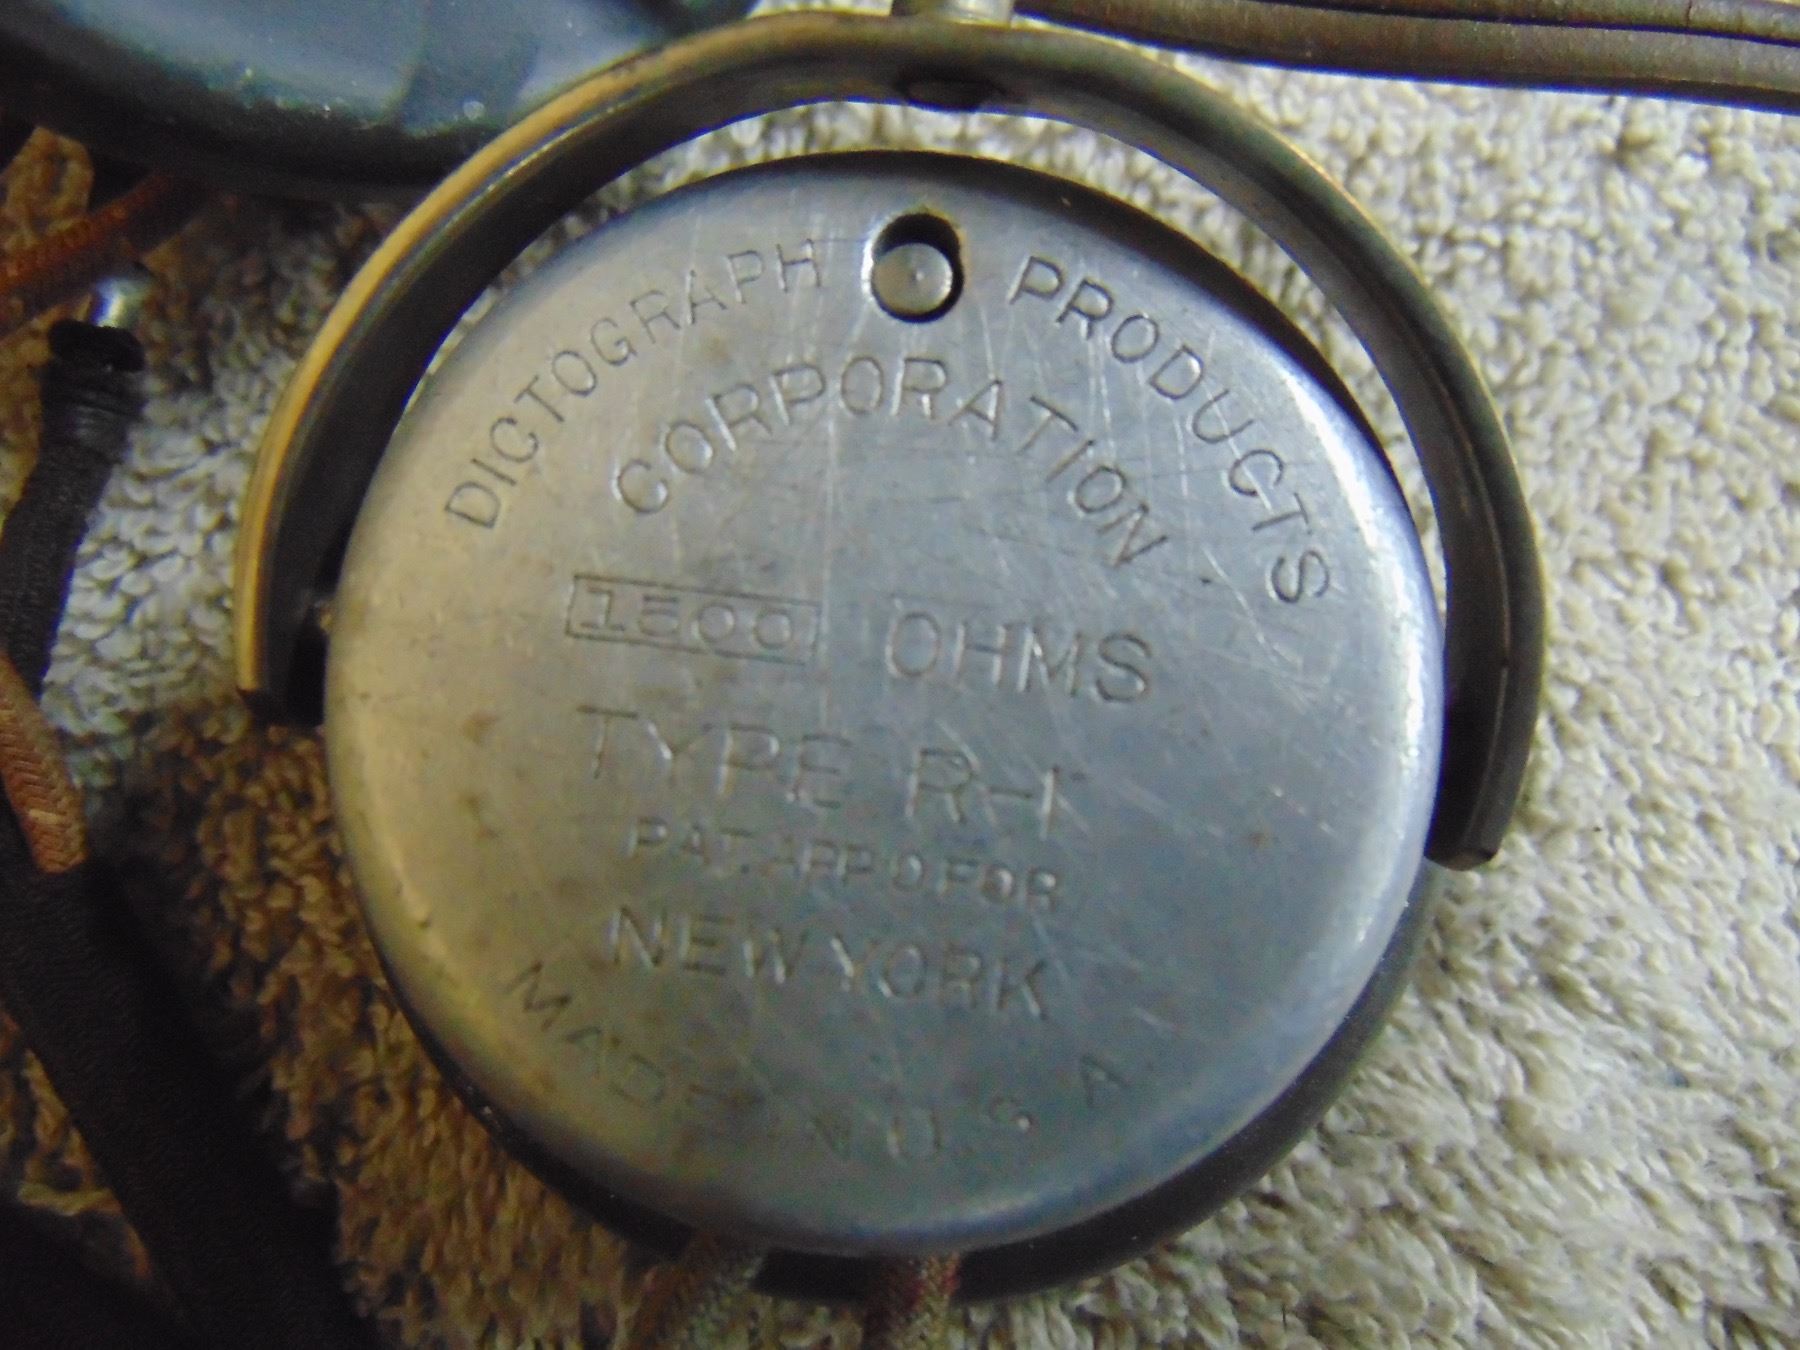 DICTOGRAPH PRODUCTS
CORPORATION
1500 OHMS
TYPE R-1
PAT. APP'D FOR
NEW YORK
MADE IN U.S.A